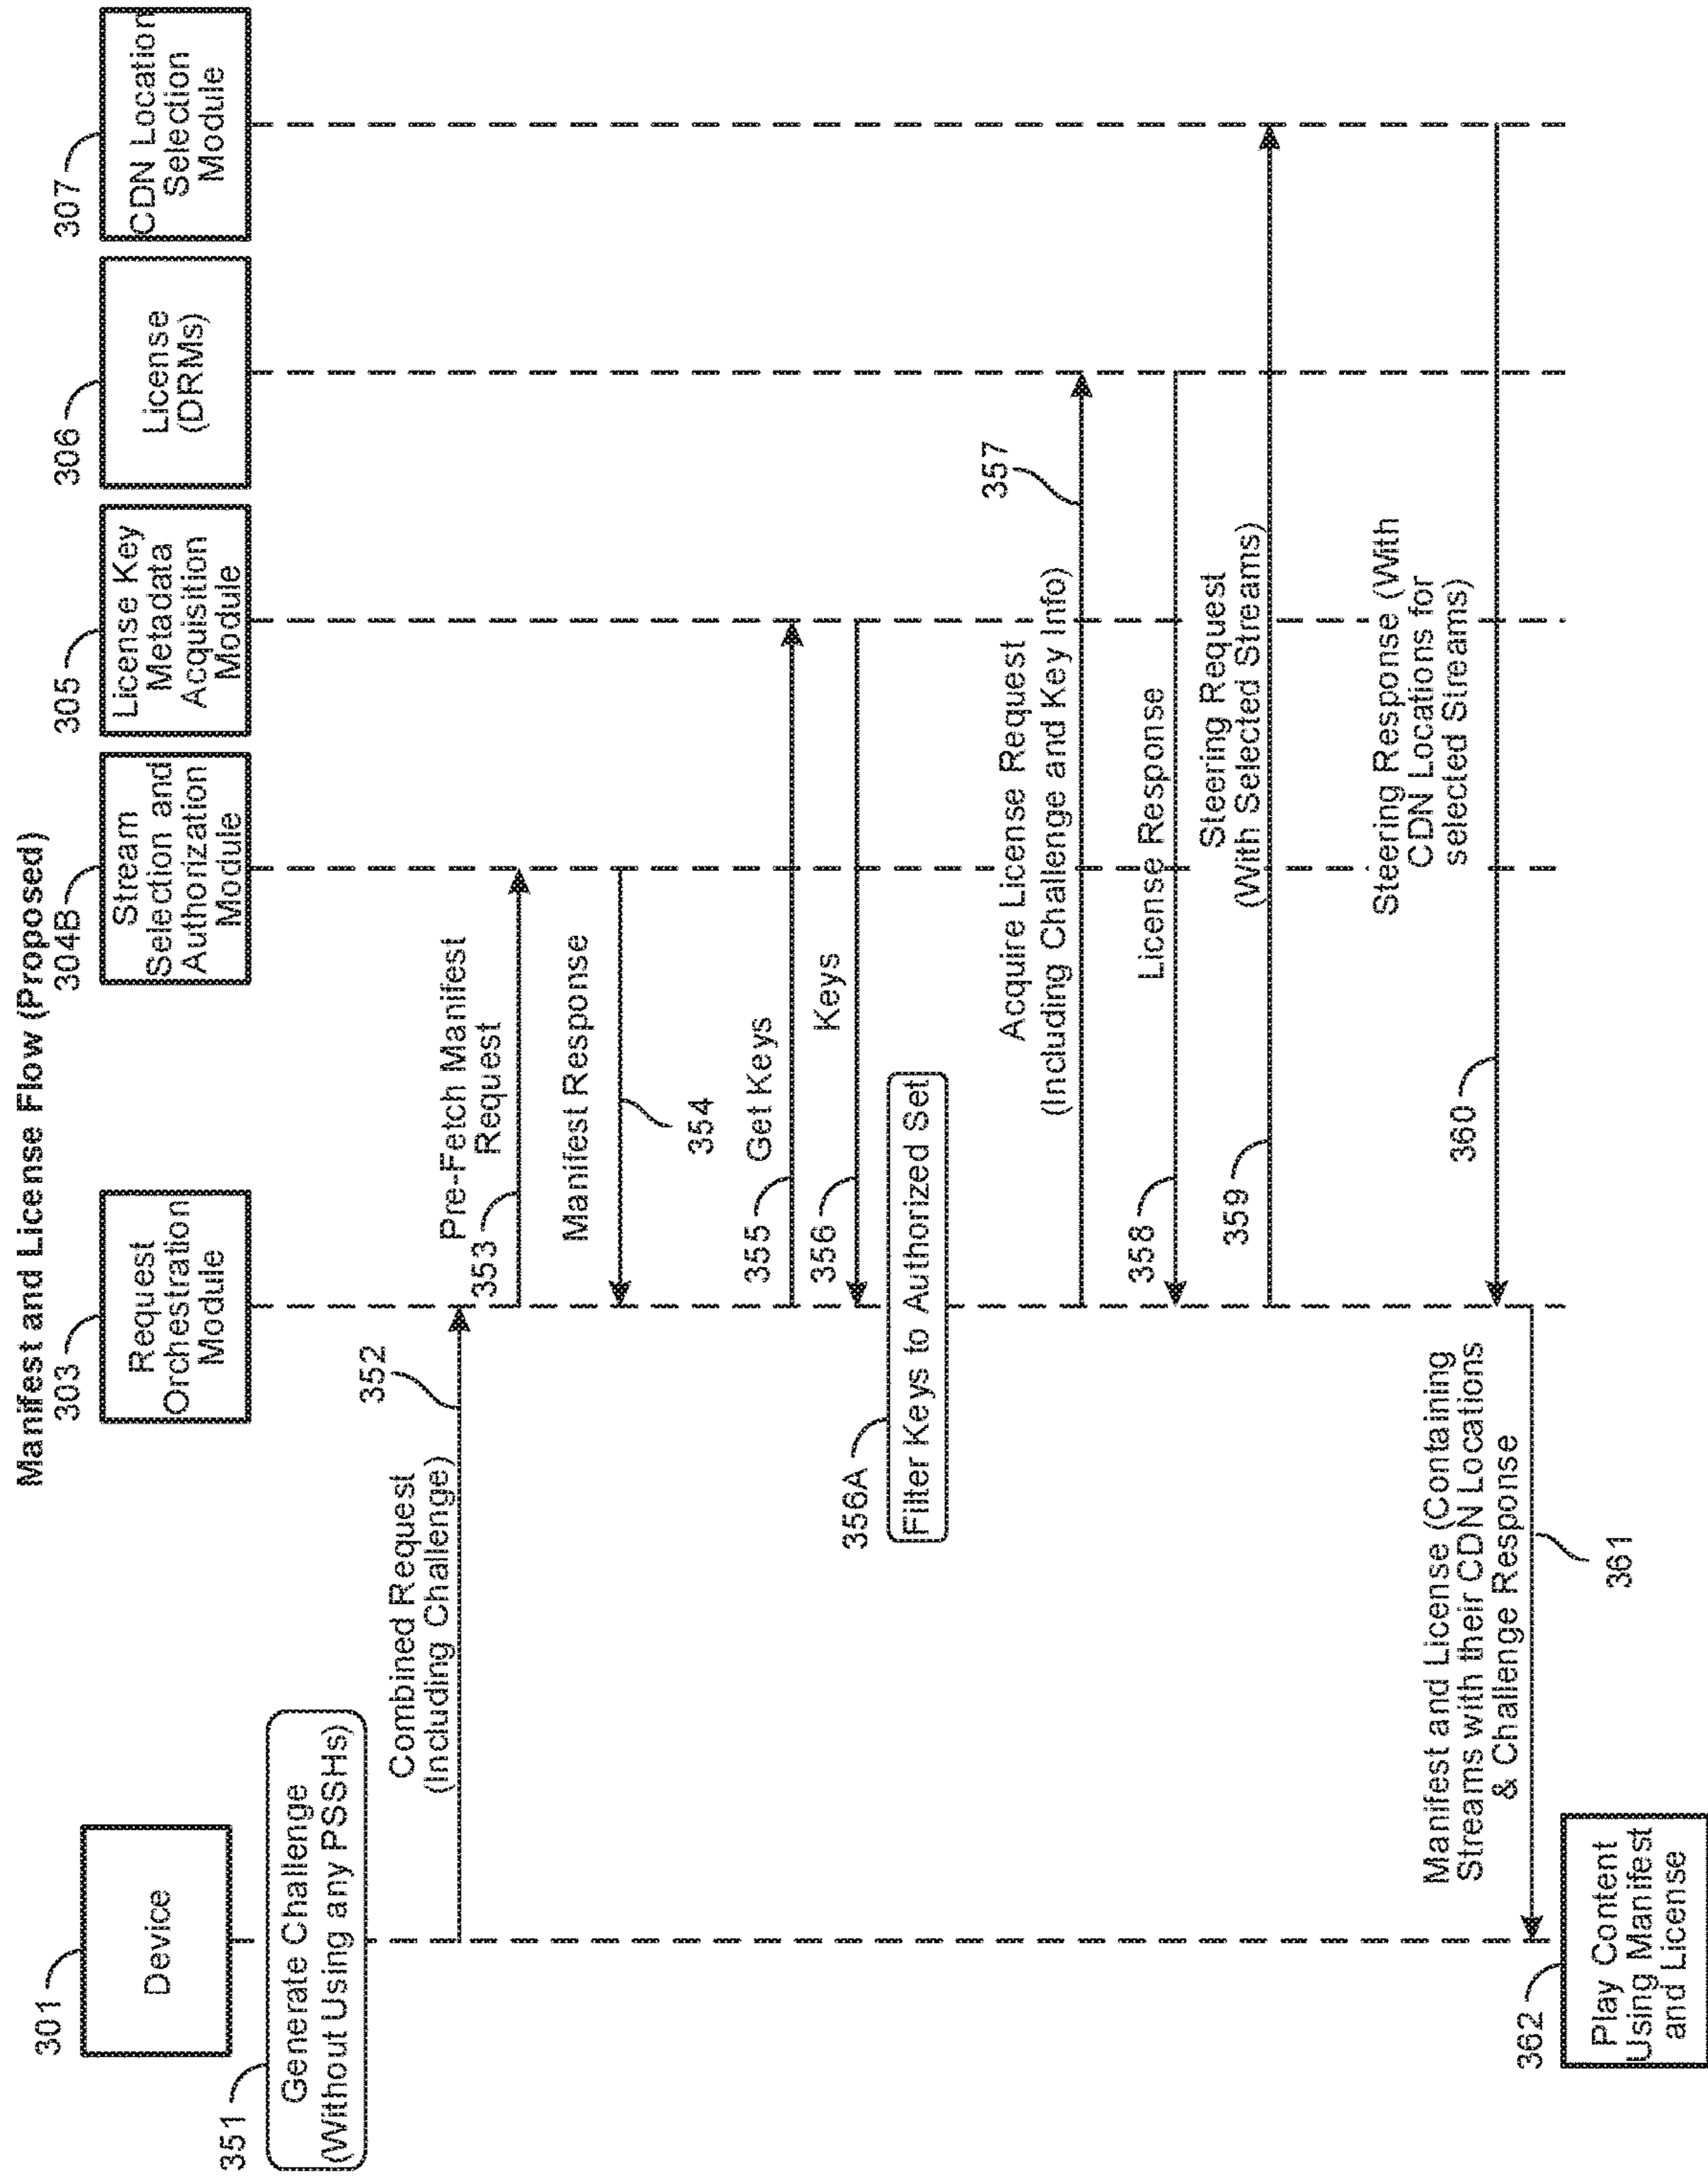 Manifest and License Flow (Proposed)
301
Device
303
Request
Orchestration
Module
304B
Stream
Selection and
Authorization
Module
305
License Key
Metadata
Acquisition
Module
306
License
(DRMs)
307
CDN Location
Selection
Module
351
Generate Challenge
(Without Using any PSSHs)
Combined Request
(Including Challenge)
352
Pre-Fetch Manifest
Request
353
Manifest Response
354
Get Keys
355
Keys
356
356A
Filter Keys to Authorized Set
Acquire License Request
(Including Challenge and Key Info)
357
License Response
358
Steering Request
(With Selected Streams)
359
Steering Response (With
CDN Locations for
selected Streams)
360
Manifest and License (Containing
Streams with their CDN Locations
& Challenge Response
361
362
Play Content
Using Manifest
and License